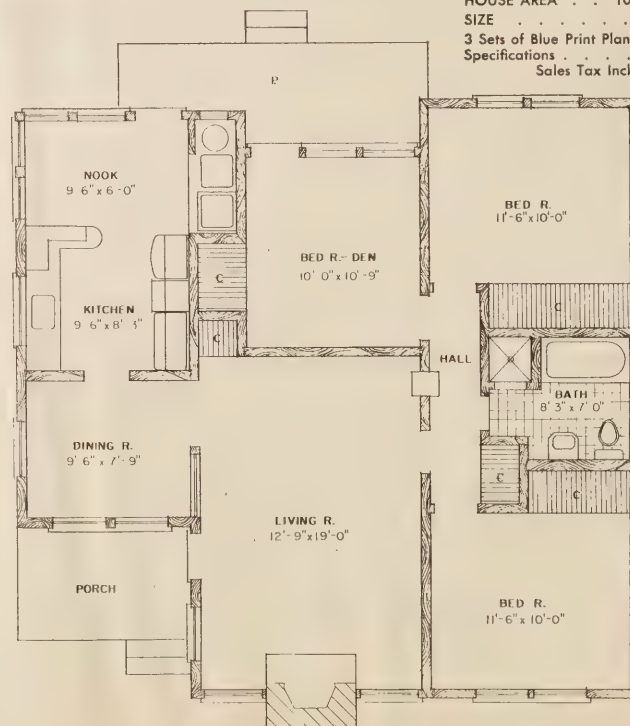 HOUSE AREA . . 10
SIZE . . . . . .
3 Sets of Blue Print Plan
Specifications . . . .
Sales Tax Incl
P
NOOK
9 6" x 6-0"
BED R.
11'-6" x 10'-0"
BED R.- DEN
10' 0" x 10'-9"
C
C
KITCHEN
9 6" x 8' 3"
C
HALL
BATH
8' 3" x 7' 0"
DINING R.
9' 6" x 7'-9"
C
C
LIVING R.
12'-9" x 19'-0"
PORCH
BED R.
11'-6" x 10'-0"